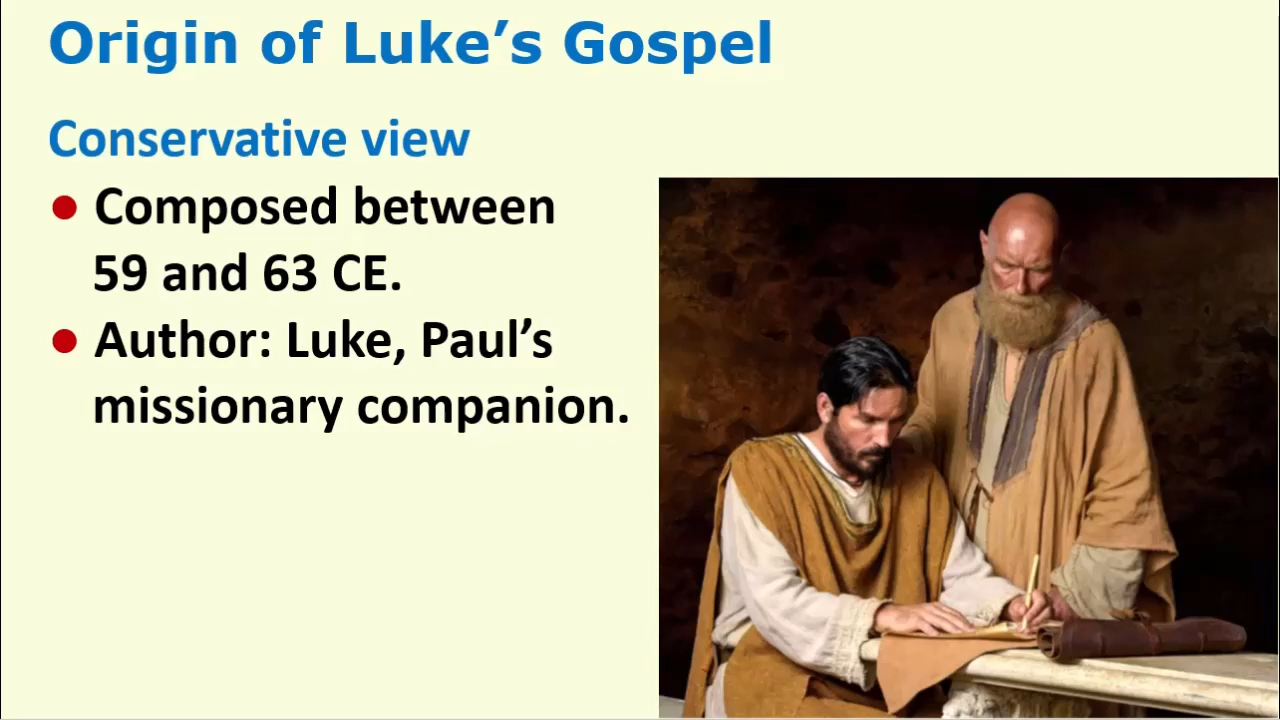 Origin of Luke’s Gospel
Conservative view
● Composed between
59 and 63 CE.
● Author: Luke, Paul’s
missionary companion.